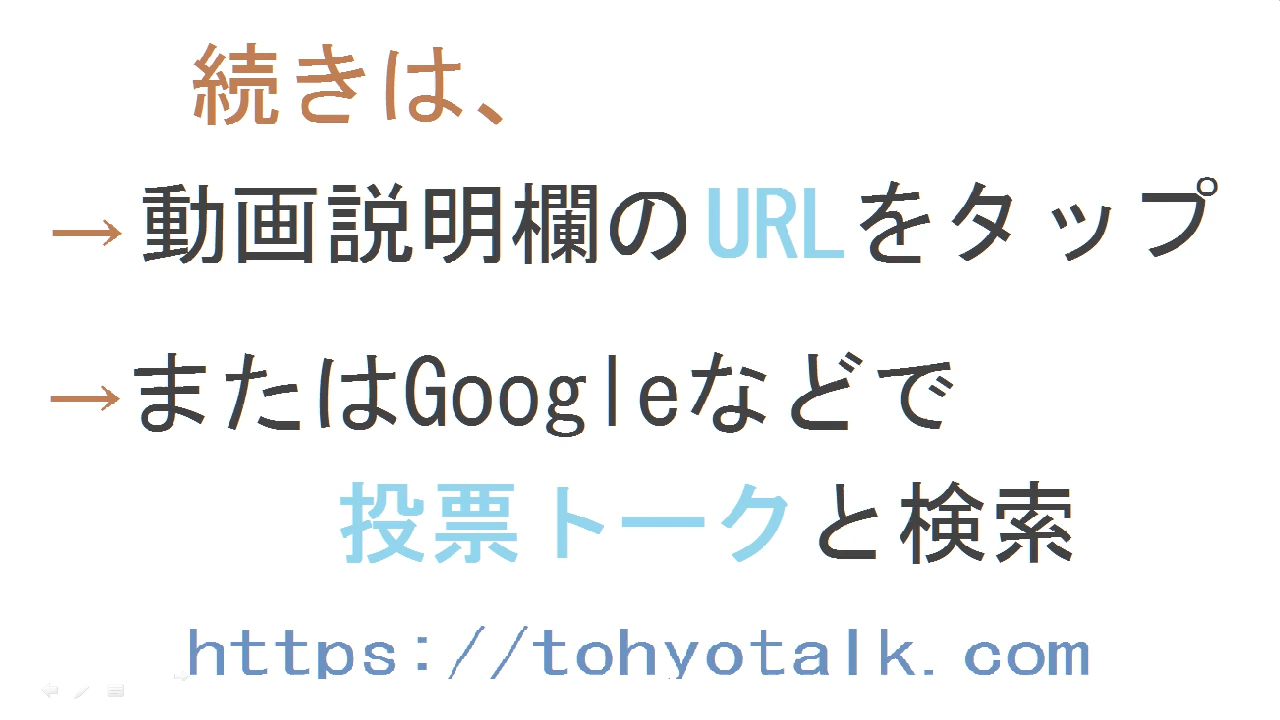 続きは、
→動画説明欄のURLをタップ
→またはGoogleなどで
投票トークと検索
https://tohyotalk.com